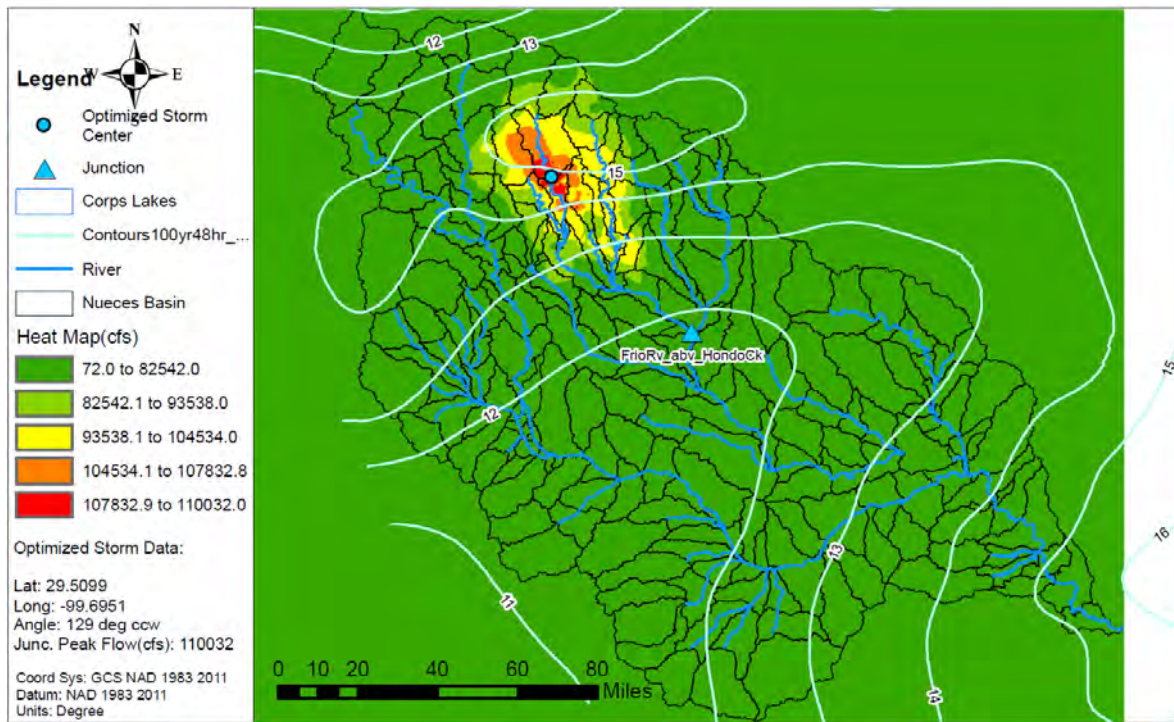 N
W
E
S
Legend
Optimized Storm
Center
Junction
Corps Lakes
Contours100yr48hr_...
River
Nueces Basin
Heat Map(cfs)
72.0 to 82542.0
82542.1 to 93538.0
93538.1 to 104534.0
104534.1 to 107832.8
107832.9 to 110032.0
Optimized Storm Data:
Lat: 29.5099
Long: -99.6951
Angle: 129 deg ccw
Junc. Peak Flow(cfs): 110032
Coord Sys: GCS NAD 1983 2011
Datum: NAD 1983 2011
Units: Degree
12
13
15
FrioRv_abv_HondoCk
12
15
11
13
16
14
0 10 20 40 60 80
Miles